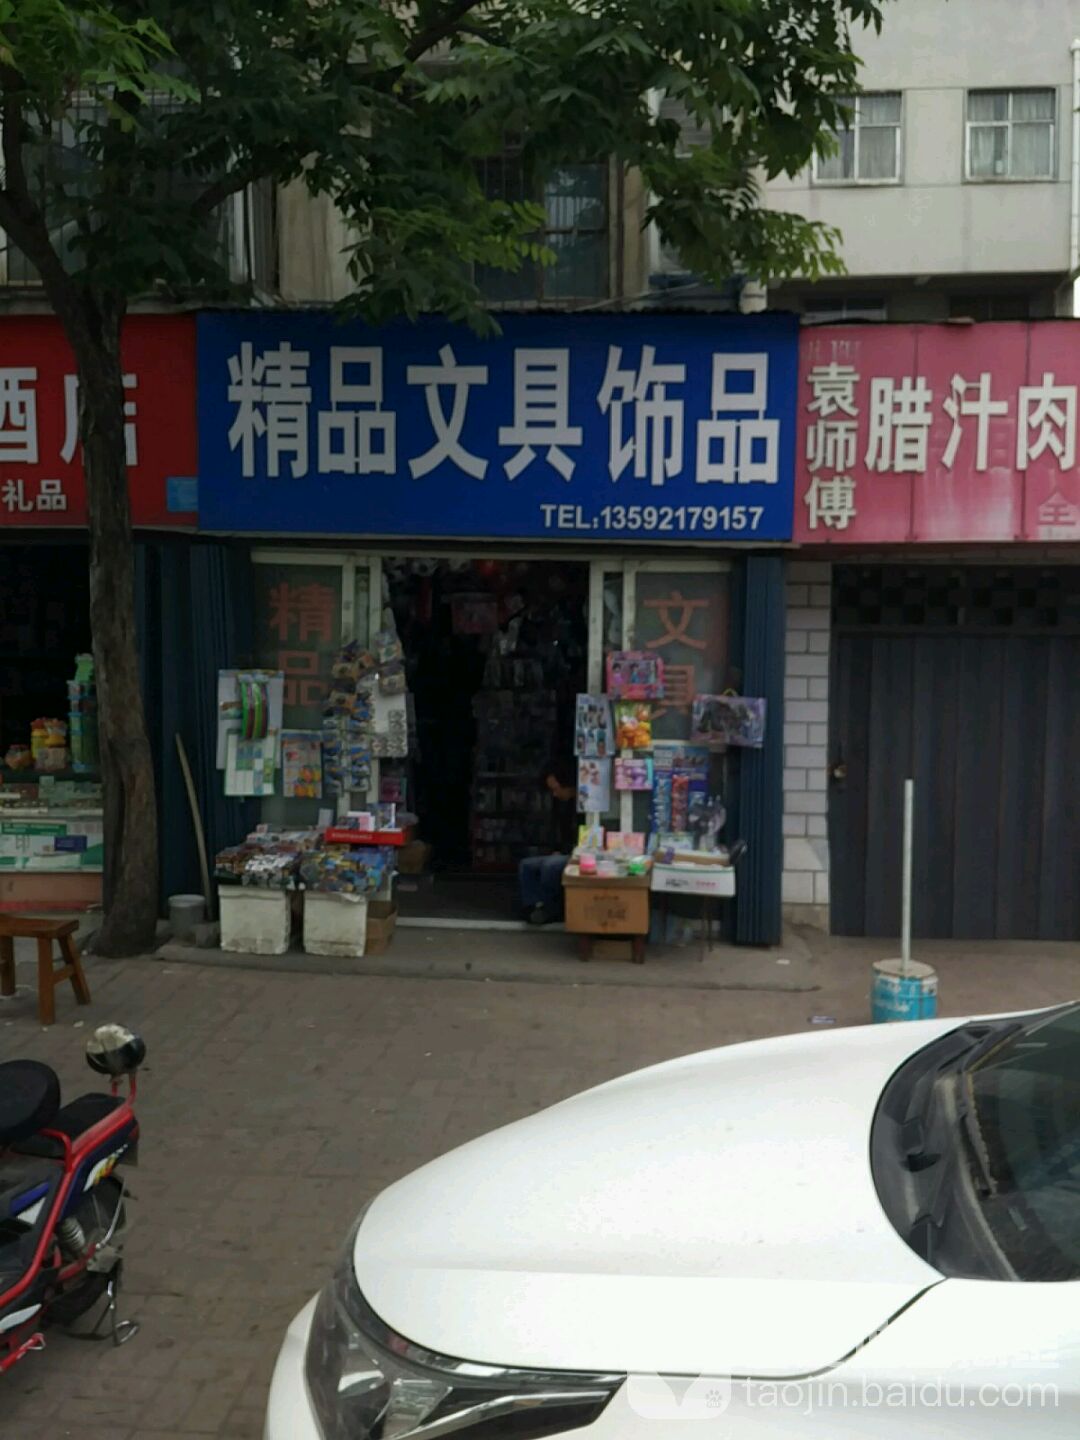 酒店
礼品
精品文具饰品
TEL:13592179157
袁师傅
腊汁肉
全
精品
文具
taojin.baidu.com